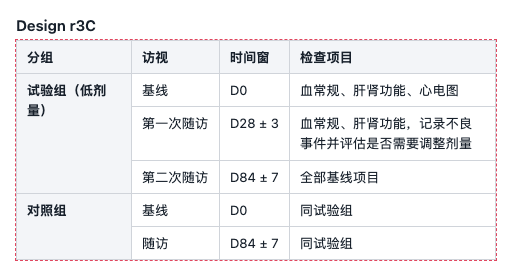 Design r3C
分组 访视 时间窗 检查项目
试验组（低剂
量） 基线 D0 血常规、肝肾功能、心电图
第一次随访 D28 ± 3 血常规、肝肾功能，记录不良
事件并评估是否需要调整剂量
第二次随访 D84 ± 7 全部基线项目
对照组 基线 D0 同试验组
随访 D84 ± 7 同试验组